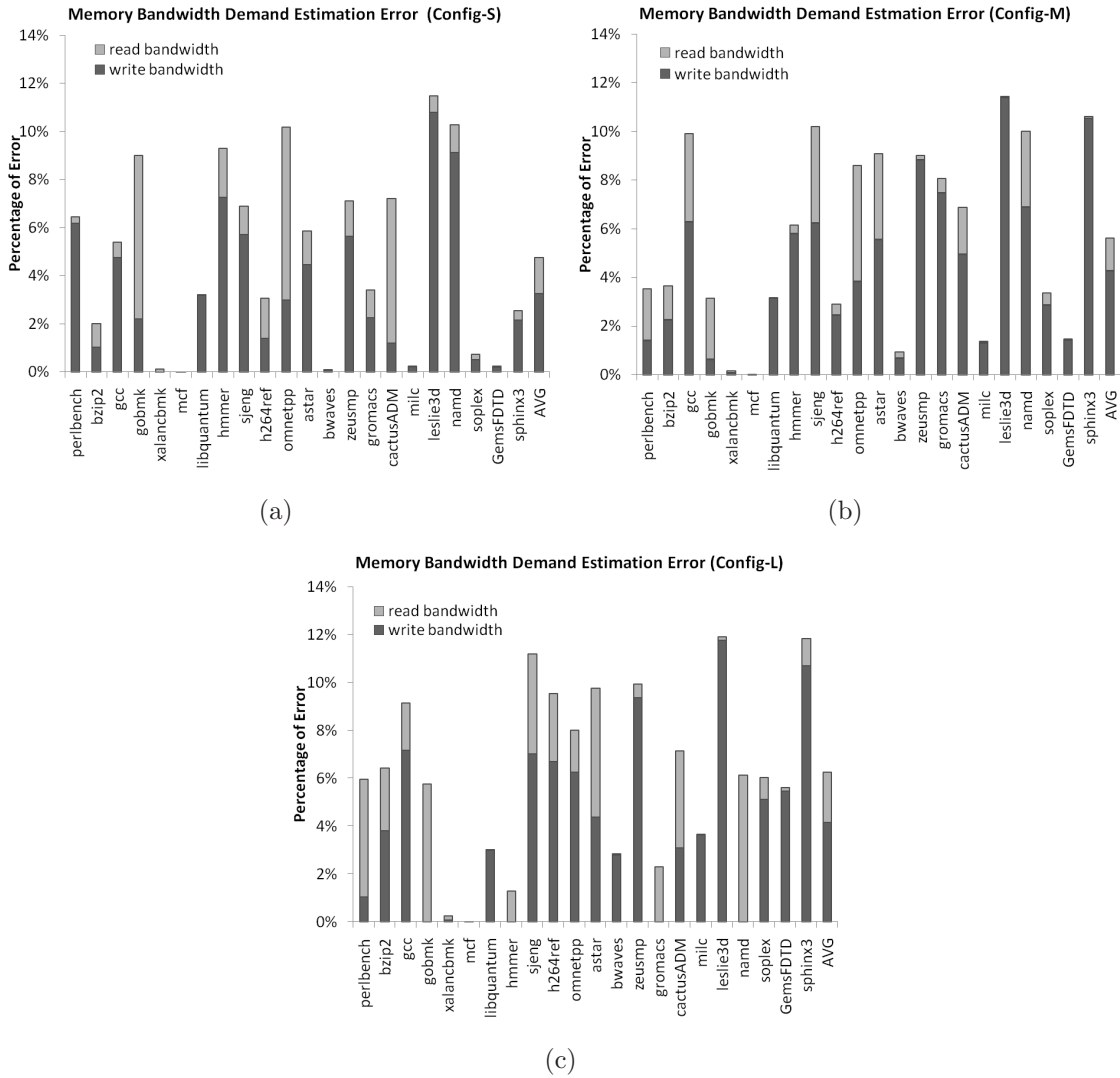 Memory Bandwidth Demand Estimation Error (Config-S)
14%
12%
10%
8%
6%
4%
2%
0%
Percentage of Error
read bandwidth
write bandwidth
perlbench
bzip2
gcc
gobmk
xalancbmk
mcf
libquantum
hmmer
sjeng
h264ref
omnetpp
astar
bwaves
zeusmp
gromacs
cactusADM
milc
leslie3d
namd
soplex
GemsFDTD
sphinx3
AVG
(a)
Memory Bandwidth Demand Estmation Error (Config-M)
14%
12%
10%
8%
6%
4%
2%
0%
Percentage of Error
read bandwidth
write bandwidth
perlbench
bzip2
gcc
gobmk
xalancbmk
mcf
libquantum
hmmer
sjeng
h264ref
omnetpp
astar
bwaves
zeusmp
gromacs
cactusADM
milc
leslie3d
namd
soplex
GemsFDTD
sphinx3
AVG
(b)
Memory Bandwidth Demand Estimation Error (Config-L)
14%
12%
10%
8%
6%
4%
2%
0%
Percentage of Error
read bandwidth
write bandwidth
perlbench
bzip2
gcc
gobmk
xalancbmk
mcf
libquantum
hmmer
sjeng
h264ref
omnetpp
astar
bwaves
zeusmp
gromacs
cactusADM
milc
leslie3d
namd
soplex
GemsFDTD
sphinx3
AVG
(c)